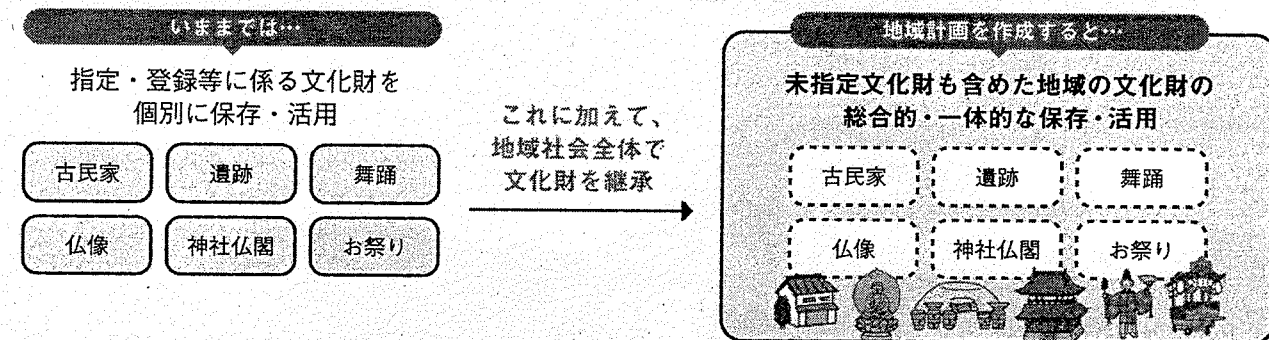 いままでは…
指定・登録等に係る文化財を
個別に保存・活用
古民家
遺跡
舞踊
仏像
神社仏閣
お祭り
これに加えて、
地域社会全体で
文化財を継承
地域計画を作成すると…
未指定文化財も含めた地域の文化財の
総合的・一体的な保存・活用
古民家
遺跡
舞踊
仏像
神社仏閣
お祭り